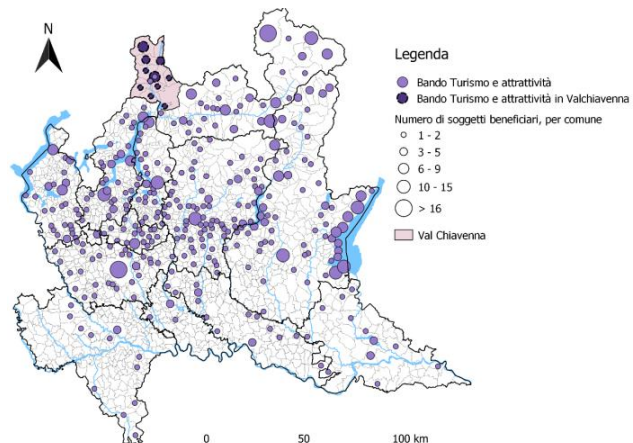 N
Legenda
Bando Turismo e attrattività
Bando Turismo e attrattività in Valchiavenna
Numero di soggetti beneficiari, per comune
1 - 2
3 - 5
6 - 9
10 - 15
> 16
Val Chiavenna
0 50 100 km